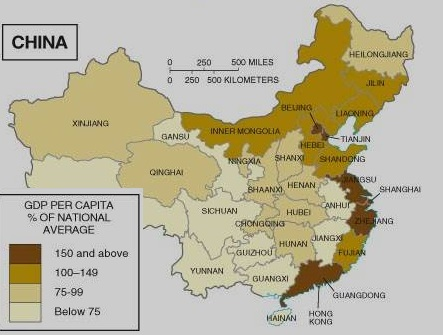 CHINA
0 250 500 MILES
0 250 500 KILOMETERS
HEILONGJIANG
JILIN
LIAONING
BEIJING
TIANJIN
INNER MONGOLIA
XINJIANG
GANSU
HEBEI
SHANXI
SHANDONG
NINGXIA
QINGHAI
SHAANXI
HENAN
JIANGSU
SHANGHAI
ANHUI
SICHUAN
HUBEI
CHONGQING
ZHEJIANG
HUNAN
JIANGXI
GUIZHOU
FUJIAN
YUNNAN
GUANGXI
GUANGDONG
HONG
KONG
HAINAN
GDP PER CAPITA
% OF NATIONAL
AVERAGE
150 and above
100–149
75-99
Below 75